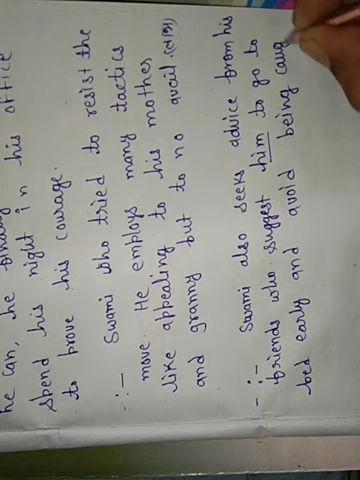 he can, he
spend his night in his office
to prove his courage.
-:- Swami who tried to resist the
move. He employs many tactics
like appealing to his mother
and granny but to no avail.
-:- Swami also seeks advice from his
friends who suggest him to go to
bed early and avoid being caug